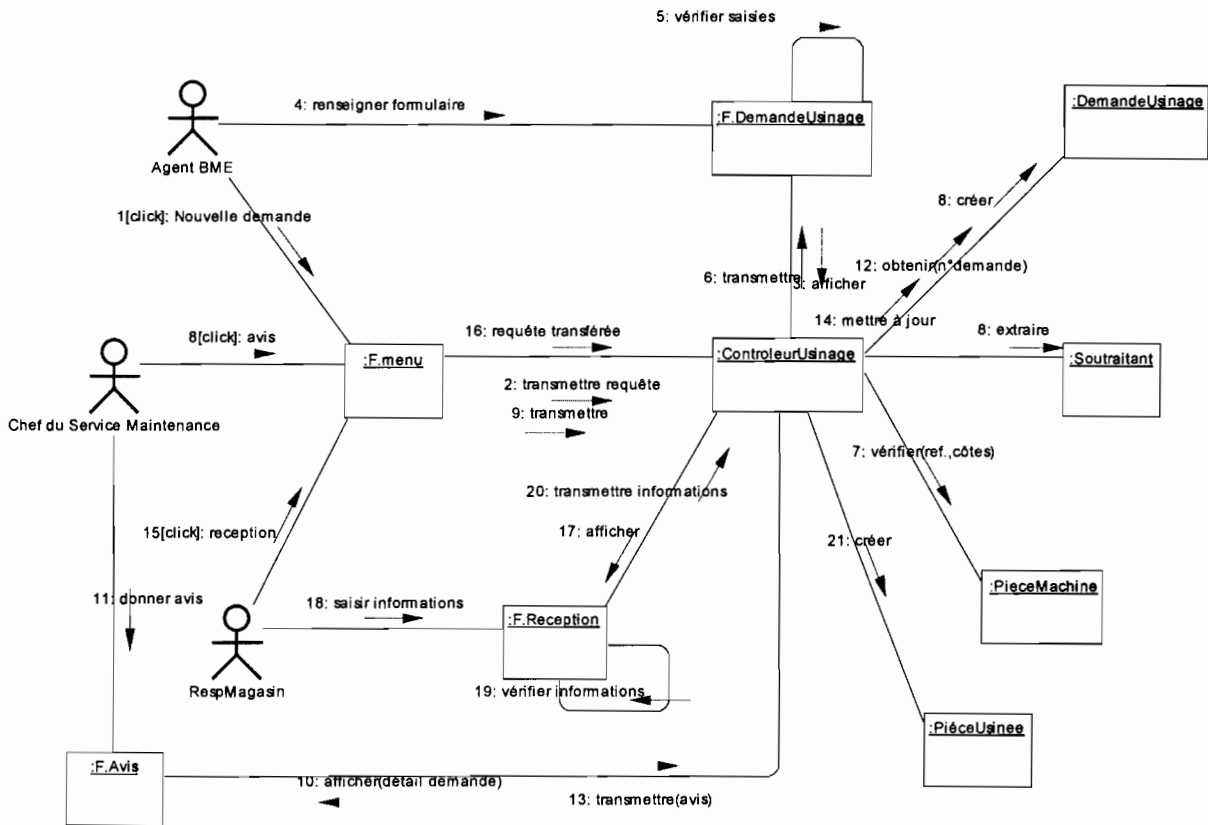 5: vérifier saisies
:DemandeUsinage
4: renseigner formulaire
:F.DemandeUsinage
Agent BME
8: créer
1[click]: Nouvelle demande
12: obtenir(n°demande)
6: transmettre
3: afficher
14: mettre à jour
8[click]: avis
16: requête transférée
8: extraire
:F.menu
:ControleurUsinage
:Soutraitant
2: transmettre requête
9: transmettre
Chef du Service Maintenance
7: vérifier(ref.,côtes)
20: transmettre informations
15[click]: reception
17: afficher
21: créer
:PieceMachine
11: donner avis
18: saisir informations
:F.Reception
RespMagasin
19: vérifier informations
:PiéceUsinee
:F.Avis
10: afficher(détail demande)
13: transmettre(avis)